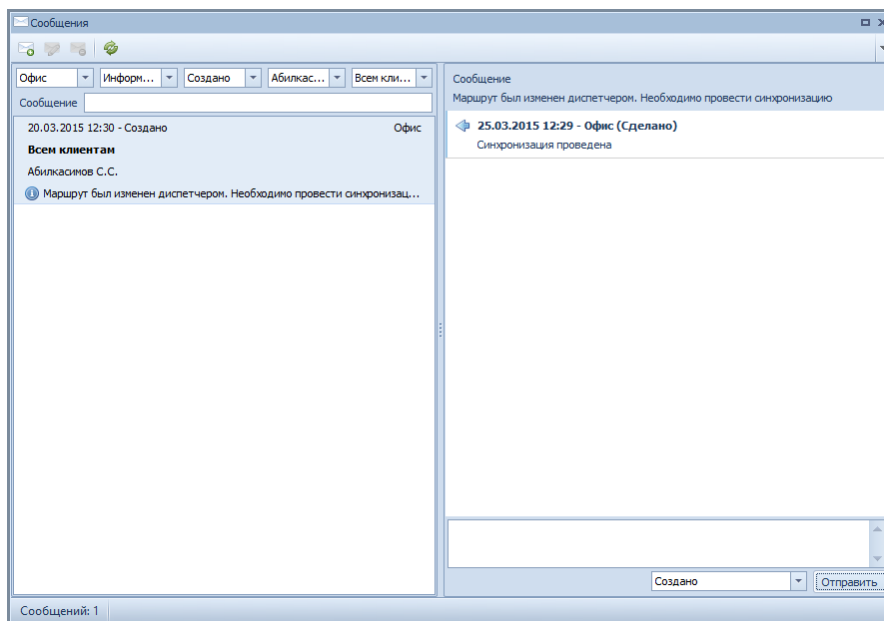 Сообщения
Офис Информ... Создано Абилкас... Всем кли...
Сообщение
20.03.2015 12:30 - Создано Офис
Всем клиентам
Абилкасимов С.С.
Маршрут был изменен диспетчером. Необходимо провести синхронизац...
Сообщение
Маршрут был изменен диспетчером. Необходимо провести синхронизацию
25.03.2015 12:29 - Офис (Сделано)
Синхронизация проведена
Создано Отправить
Сообщений: 1